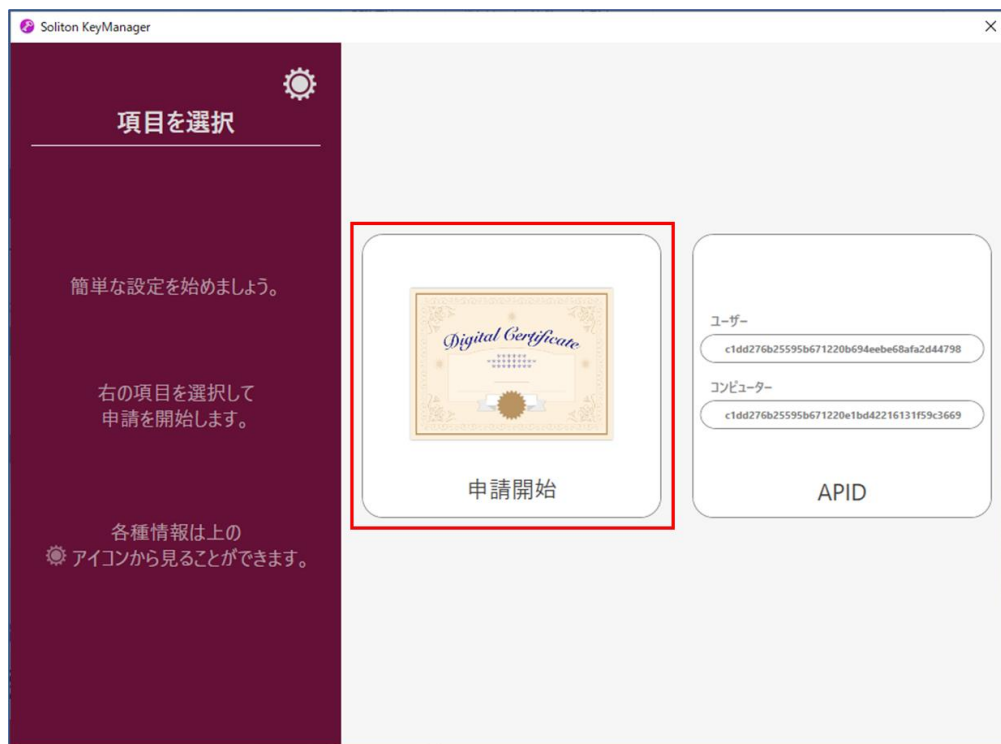 Soliton KeyManager
項目を選択
簡単な設定を始めましょう。
右の項目を選択して
申請を開始します。
各種情報は上の
アイコンから見ることができます。
Digital Certificate
申請開始
ユーザー
c1dd276b25595b671220b694eebe68afa2d44798
コンピューター
c1dd276b25595b671220e1bd42216131f59c3669
APID